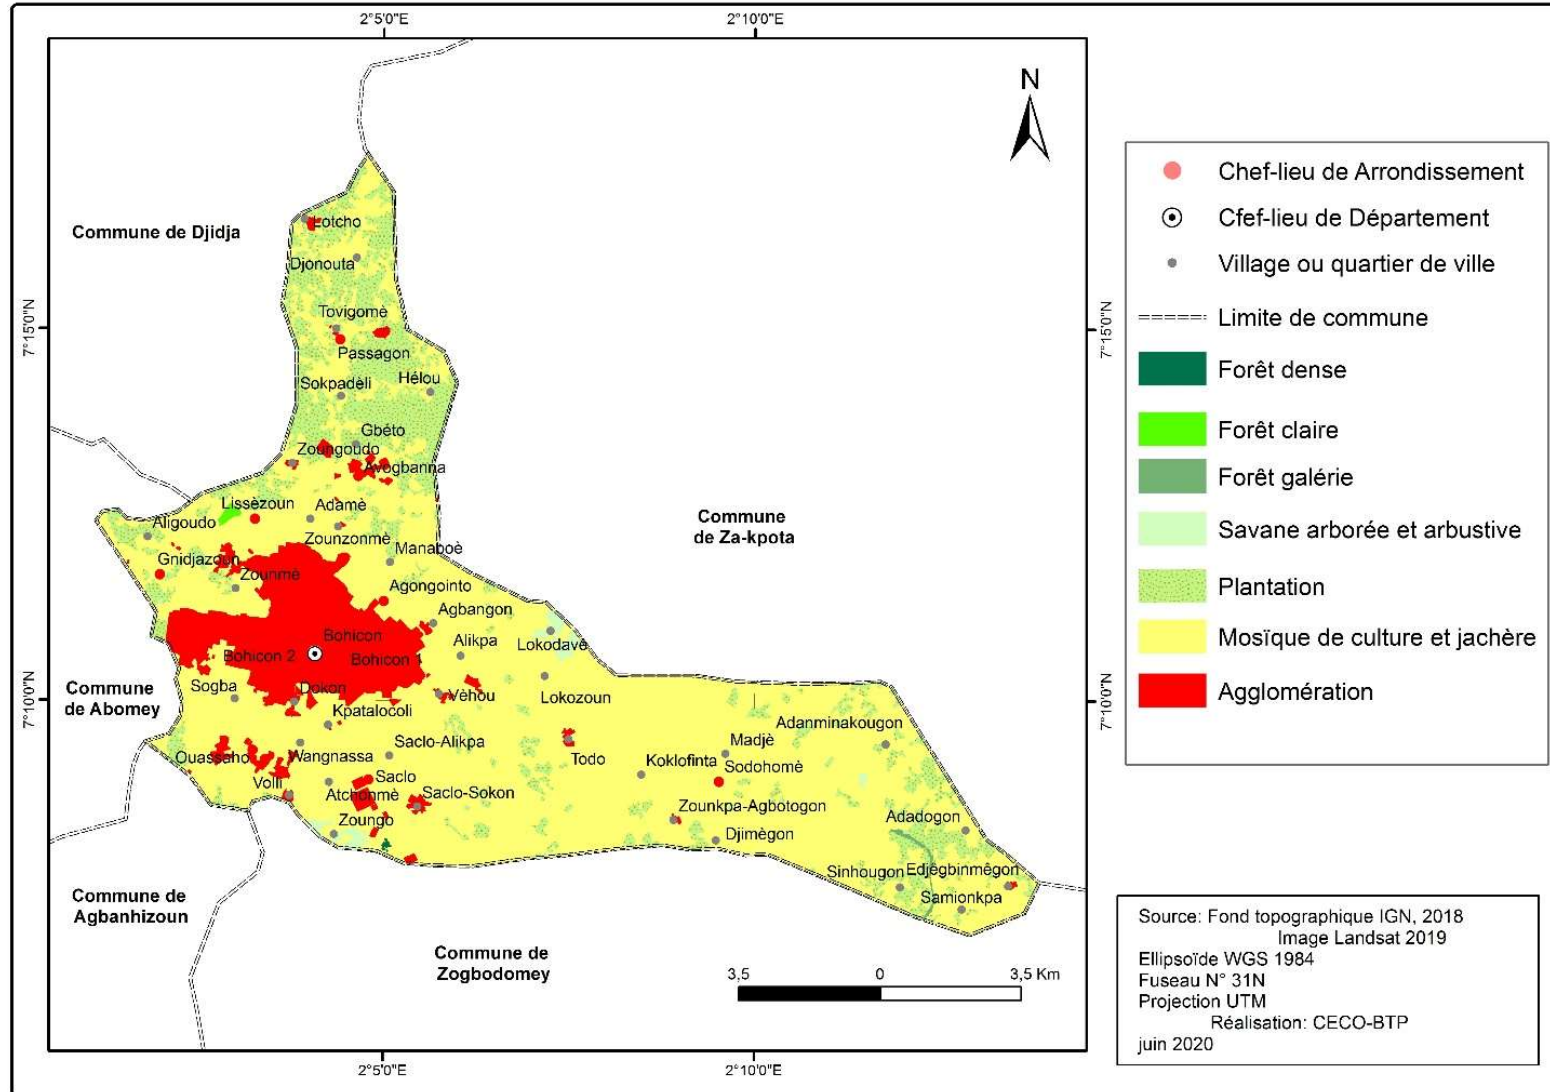 2°5'0"E
2°10'0"E
N
Commune de Djidja
Lotcho
Djonouta
7°15'0"N
7°15'0"N
Tovigomè
Passagon
Sokpadèli
Hélou
Gbéto
Zoungoudo
Avogbanna
Lissèzoun
Adamè
Aligoudo
Zounzonmè
Manaboè
Gnidjazoun
Zounmè
Agongointo
Agbangon
Commune
de Za-kpota
Bohicon
Alikpa
Lokodavè
Bohicon 2
Bohicon 1
Sogba
Dokon
Vèhou
Lokozoun
Commune
de Abomey
7°10'0"N
7°10'0"N
Kpatalocoli
Adanminakougon
Ouassaho
Wangnassa
Saclo-Alikpa
Madjè
Todo
Koklofinta
Sodohomè
Volli
Saclo
Atchonmè
Saclo-Sokon
Zoungo
Zounkpa-Agbotogon
Adadogon
Djimègon
Sinhougon
Edjègbinmêgon
Samionkpa
Commune de
Agbanhizoun
Commune de
Zogbodomey
3,5
0
3,5 Km
2°5'0"E
2°10'0"E
Chef-lieu de Arrondissement
Cfef-lieu de Département
Village ou quartier de ville
Limite de commune
Forêt dense
Forêt claire
Forêt galérie
Savane arborée et arbustive
Plantation
Mosïque de culture et jachère
Agglomération
Source: Fond topographique IGN, 2018
Image Landsat 2019
Ellipsoïde WGS 1984
Fuseau N° 31N
Projection UTM
Réalisation: CECO-BTP
juin 2020